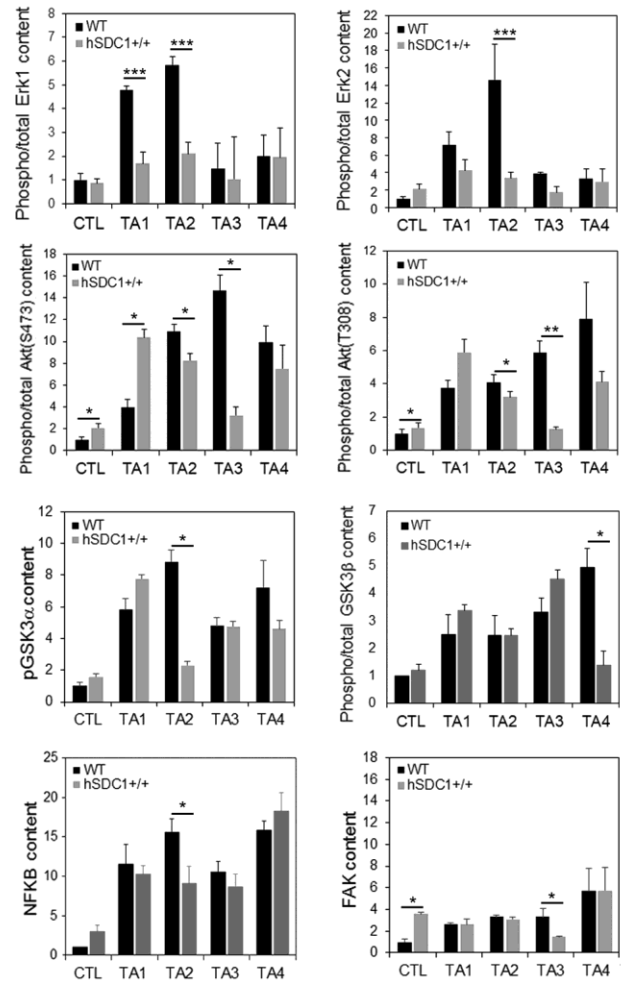 Phospho/total Erk1 content
9
8
7
6
5
4
3
2
1
0
WT
hSDC1+/+
***
***
CTL TA1 TA2 TA3 TA4
Phospho/total Erk2 content
22
20
18
16
14
12
10
8
6
4
2
0
WT
hSDC1+/+
***
CTL TA1 TA2 TA3 TA4
Phospho/total Akt(S473) content
18
16
14
12
10
8
6
4
2
0
WT
hSDC1+/+
*
*
*
*
CTL TA1 TA2 TA3 TA4
Phospho/total Akt(T308) content
12
10
8
6
4
2
0
WT
hSDC1+/+
*
*
**
CTL TA1 TA2 TA3 TA4
pGSK3α content
12
10
8
6
4
2
0
WT
hSDC1+/+
*
CTL TA1 TA2 TA3 TA4
Phospho/total GSK3β content
7
6
5
4
3
2
1
0
WT
hSDC1+/+
*
CTL TA1 TA2 TA3 TA4
NFKB content
25
20
15
10
5
0
WT
hSDC1+/+
*
CTL TA1 TA2 TA3 TA4
FAK content
18
16
14
12
10
8
6
4
2
0
WT
hSDC1+/+
*
*
CTL TA1 TA2 TA3 TA4